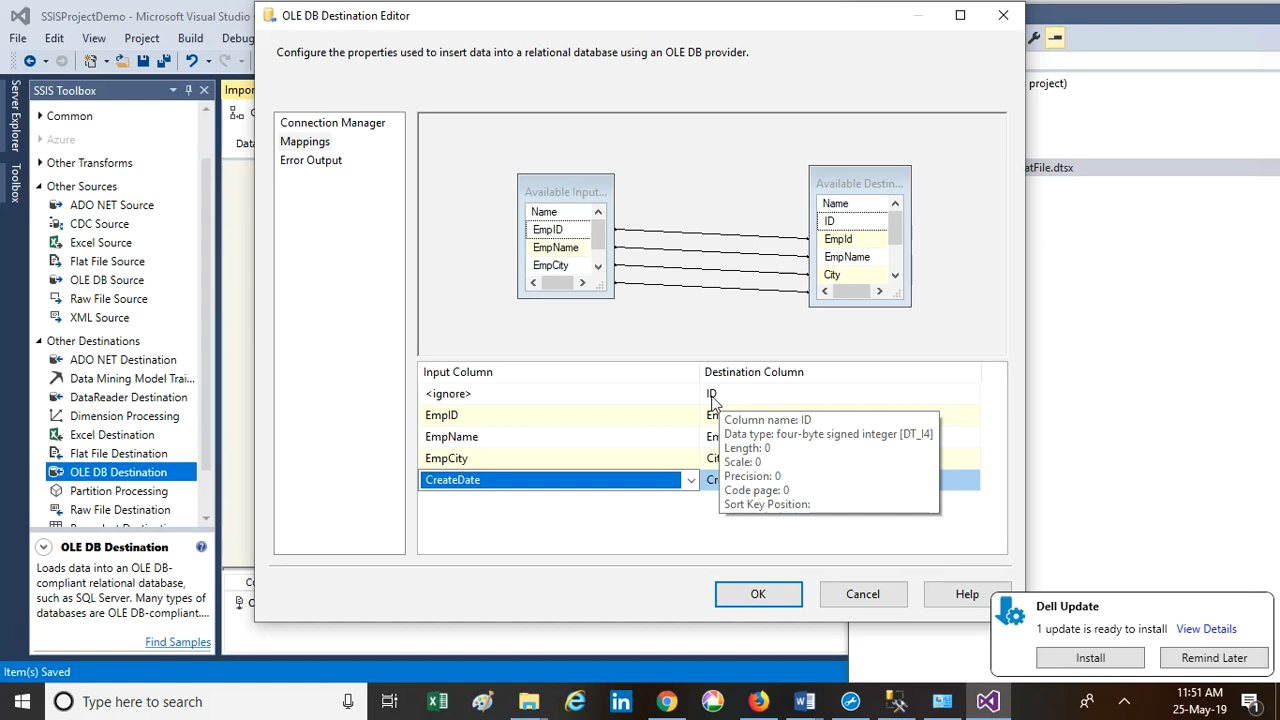 SSISProjectDemo - Microsoft Visual Studio
OLE DB Destination Editor
File Edit View Project Build Debug
Configure the properties used to insert data into a relational database using an OLE DB provider.
Server Explorer
Toolbox
SSIS Toolbox
Common
Azure
Other Transforms
Other Sources
ADO NET Source
CDC Source
Excel Source
Flat File Source
OLE DB Source
Raw File Source
XML Source
Other Destinations
ADO NET Destination
Data Mining Model Trai...
DataReader Destination
Dimension Processing
Excel Destination
Flat File Destination
OLE DB Destination
Partition Processing
Raw File Destination
OLE DB Destination
Loads data into an OLE DB-
compliant relational database,
such as SQL Server. Many
types of databases are OLE DB-compliant....
Find Samples
Impor
Data
Connection Manager
Mappings
Error Output
Available Input...
Name
EmpID
EmpName
EmpCity
Available Destin...
Name
ID
EmpId
EmpName
City
Input Column Destination Column
<ignore> ID
EmpID
EmpName
EmpCity
CreateDate
Column name: ID
Data type: four-byte signed integer [DT_I4]
Length: 0
Scale: 0
Precision: 0
Code page: 0
Sort Key Position:
OK Cancel Help
project)
atFile.dtsx
Dell Update
1 update is ready to install View Details
Install Remind Later
Item(s) Saved
Type here to search
11:51 AM
25-May-19
1